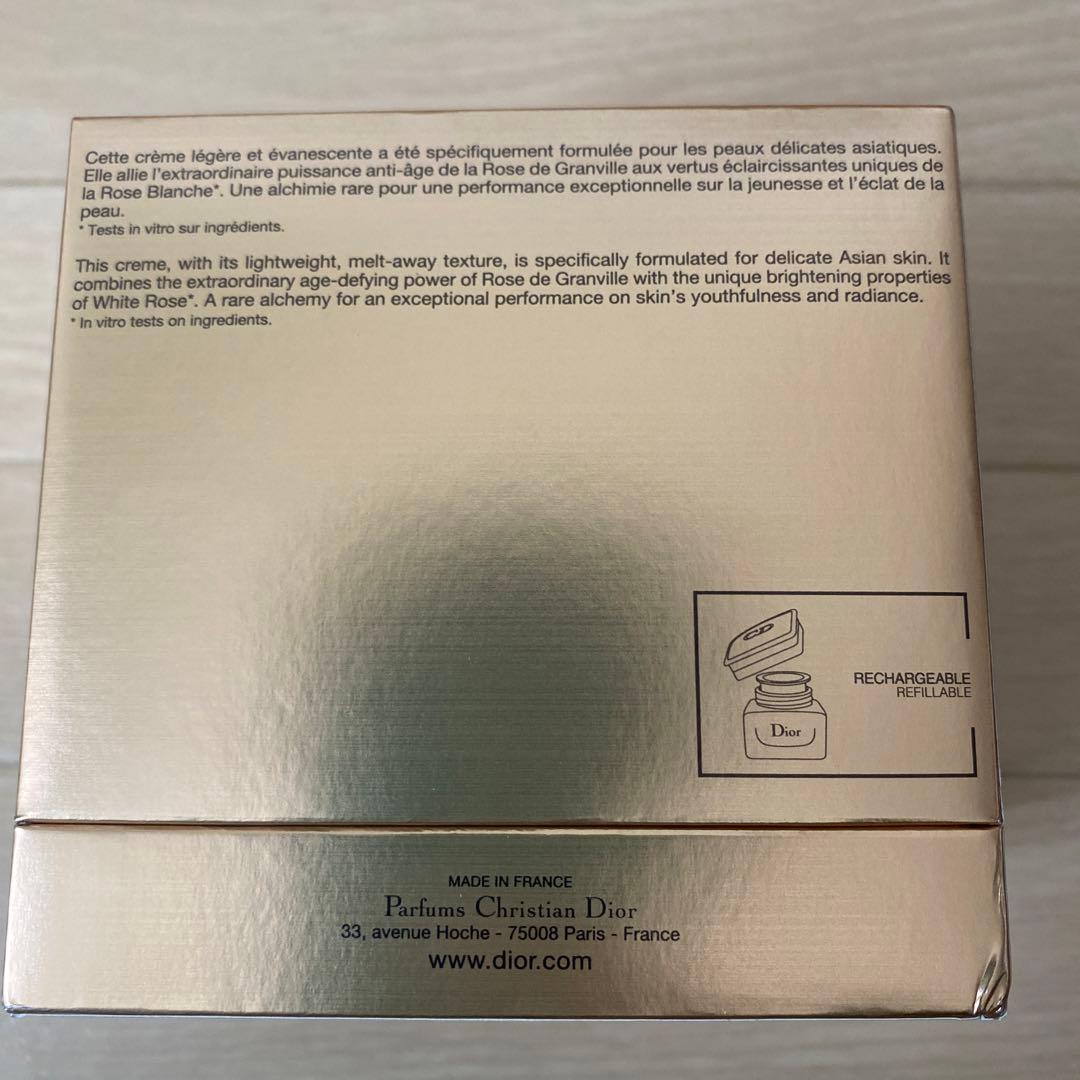 Cette crème légère et évanescente a été spécifiquement formulée pour les peaux délicates asiatiques.
Elle allie l'extraordinaire puissance anti-âge de la Rose de Granville aux vertus éclaircissantes uniques de
la Rose Blanche*. Une alchimie rare pour une performance exceptionnelle sur la jeunesse et l'éclat de la
peau.
* Tests in vitro sur ingrédients.
This creme, with its lightweight, melt-away texture, is specifically formulated for delicate Asian skin. It
combines the extraordinary age-defying power of Rose de Granville with the unique brightening properties
of White Rose*. A rare alchemy for an exceptional performance on skin's youthfulness and radiance.
* In vitro tests on ingredients.
CD
Dior
RECHARGEABLE
REFILLABLE
MADE IN FRANCE
Parfums Christian Dior
33, avenue Hoche - 75008 Paris - France
www.dior.com